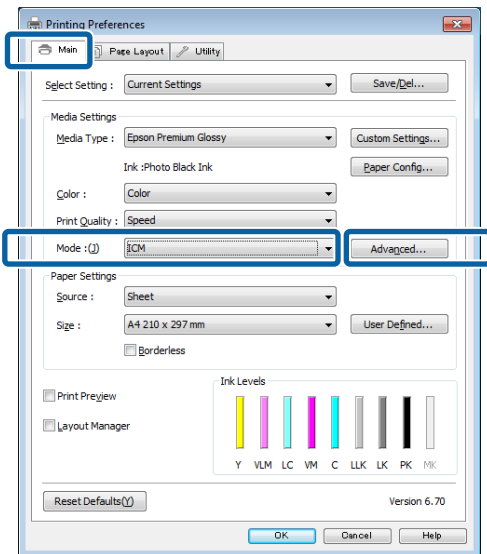 Printing Preferences
Main Page Layout Utility
Select Setting : Current Settings Save/Del...
Media Settings
Media Type : Epson Premium Glossy Custom Settings...
Ink :Photo Black Ink Paper Config...
Color : Color
Print Quality : Speed
Mode :(J) ICM Advanced...
Paper Settings
Source : Sheet
Size : A4 210 x 297 mm User Defined...
Borderless
Ink Levels
Print Preview
Layout Manager
Y VLM LC VM C LLK LK PK MK
Reset Defaults(Y) Version 6.70
OK Cancel Help